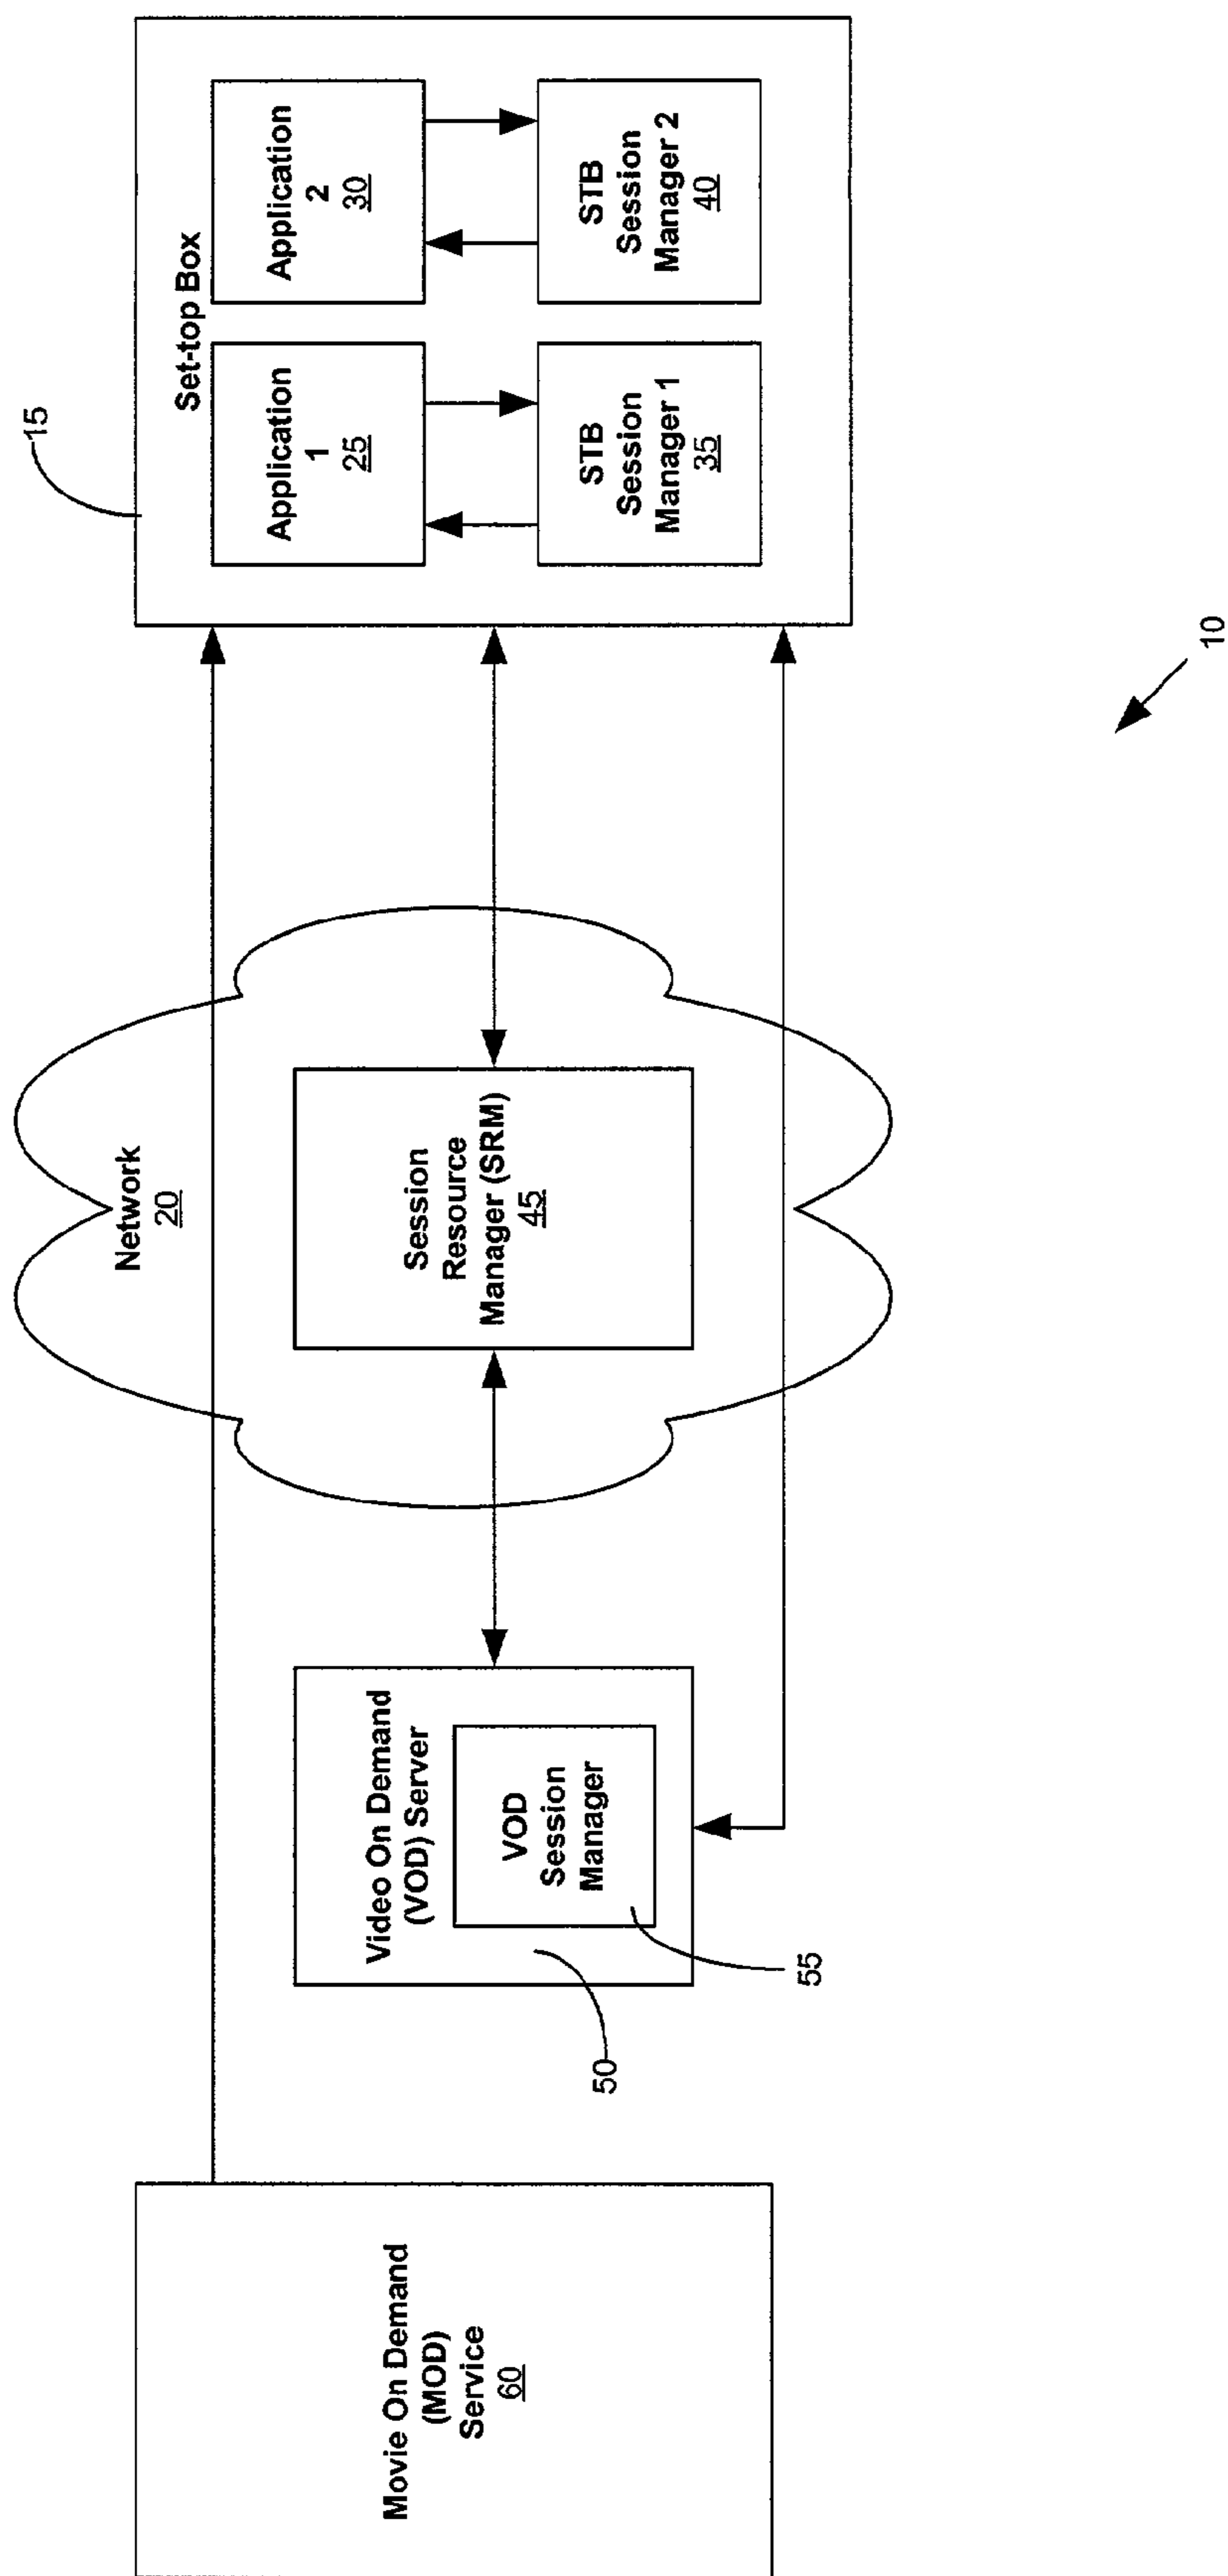 Movie On Demand
(MOD)
Service
60
Video On Demand
(VOD) Server
VOD
Session
Manager
50
55
Network
20
Session
Resource
Manager (SRM)
45
15
Set-top Box
Application
1
25
Application
2
30
STB
Session
Manager 1
35
STB
Session
Manager 2
40
10